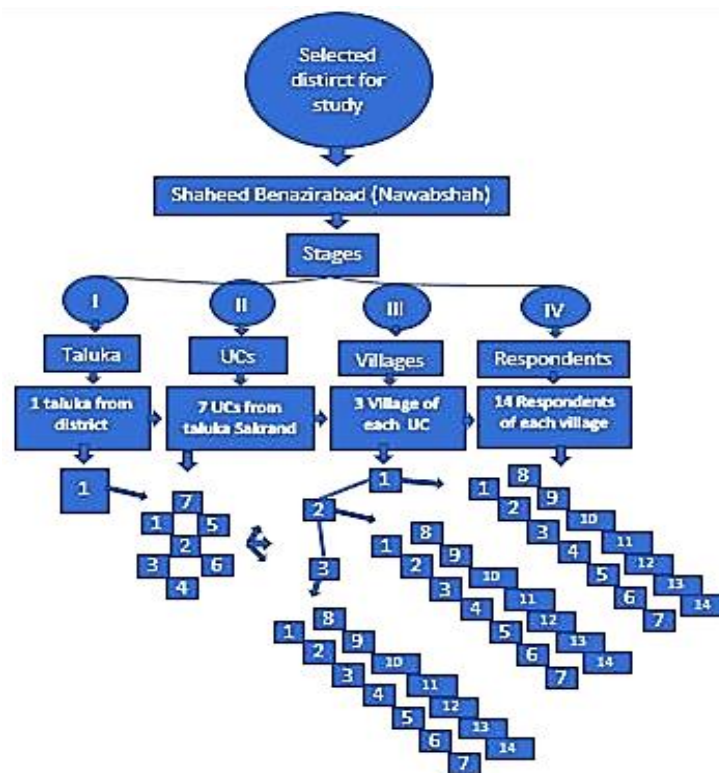 Selected
distirct for
study
Shaheed Benazirabad (Nawabshah)
Stages
I
II
III
IV
Taluka
UCs
Villages
Respondents
1 taluka from
district
7 UCs from
taluka Sakrand
3 Village of
each UC
14 Respondents
of each village
1
7
1
5
2
3
6
4
1
2
3
8
1
9
2
10
3
11
4
12
5
13
6
14
7
8
1
9
2
10
3
11
4
12
5
13
6
14
7
8
1
9
2
10
3
11
4
12
5
13
6
14
7